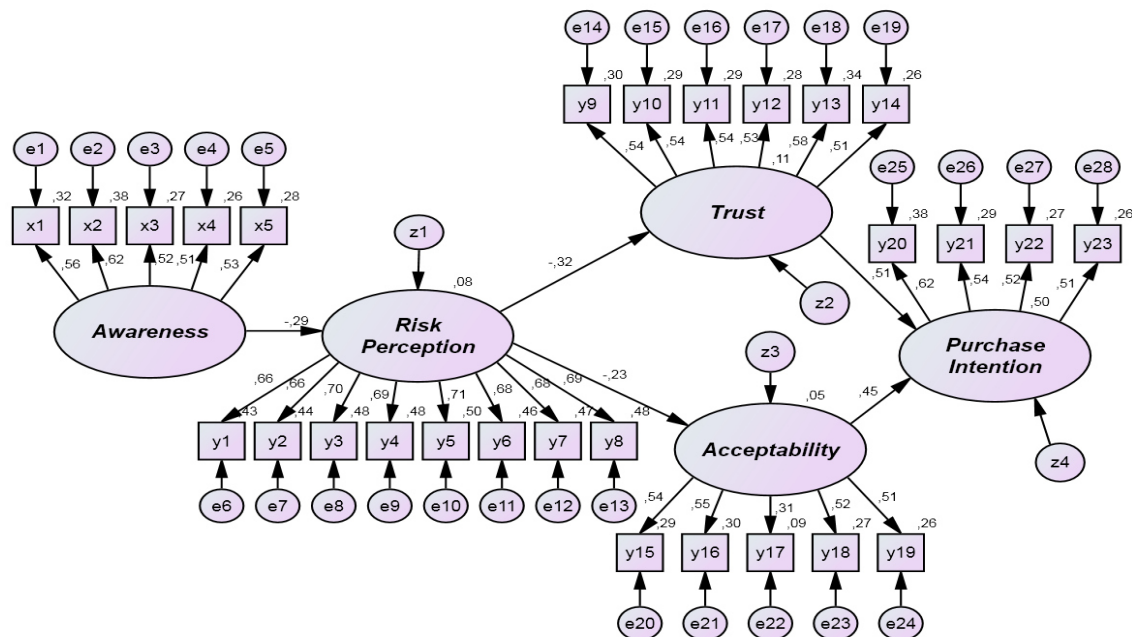 e14 e15 e16 e17 e18 e19
,30 ,29 ,29 ,28 ,34 ,26
y9 y10 y11 y12 y13 y14
,54 ,54 ,54 ,53 ,58 ,51
,11
Trust
e1 e2 e3 e4 e5
,32 ,38 ,27 ,26 ,28
x1 x2 x3 x4 x5
,56 ,62 ,52 ,51 ,53
Awareness
-,29
z1
,08
Risk
Perception
-,32
z2
e25 e26 e27 e28
,38 ,29 ,27 ,26
y20 y21 y22 y23
,51 ,62 ,54 ,52 ,51
,50
Purchase
Intention
z4
,66 ,66 ,70 ,69 ,71 ,68 ,68 ,69 -,23
,43 ,44 ,48 ,48 ,50 ,46 ,47 ,48
y1 y2 y3 y4 y5 y6 y7 y8
e6 e7 e8 e9 e10 e11 e12 e13
z3
,05
,45
Acceptability
,54 ,55 ,31 ,52 ,51
,29 ,30 ,09 ,27 ,26
y15 y16 y17 y18 y19
e20 e21 e22 e23 e24